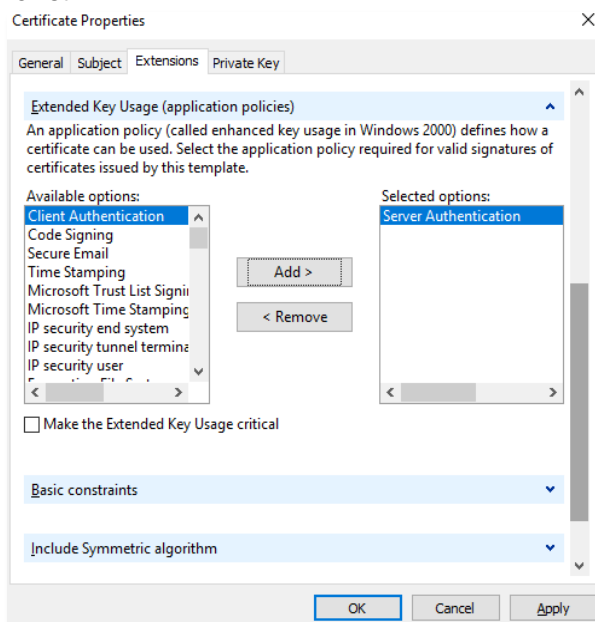 Certificate Properties
General Subject Extensions Private Key
Extended Key Usage (application policies)
An application policy (called enhanced key usage in Windows 2000) defines how a
certificate can be used. Select the application policy required for valid signatures of
certificates issued by this template.
Available options:
Selected options:
Client Authentication
Code Signing
Secure Email
Time Stamping
Microsoft Trust List Signi
Microsoft Time Stamping
IP security end system
IP security tunnel termina
IP security user
Add >
< Remove
Server Authentication
Make the Extended Key Usage critical
Basic constraints
Include Symmetric algorithm
OK Cancel Apply